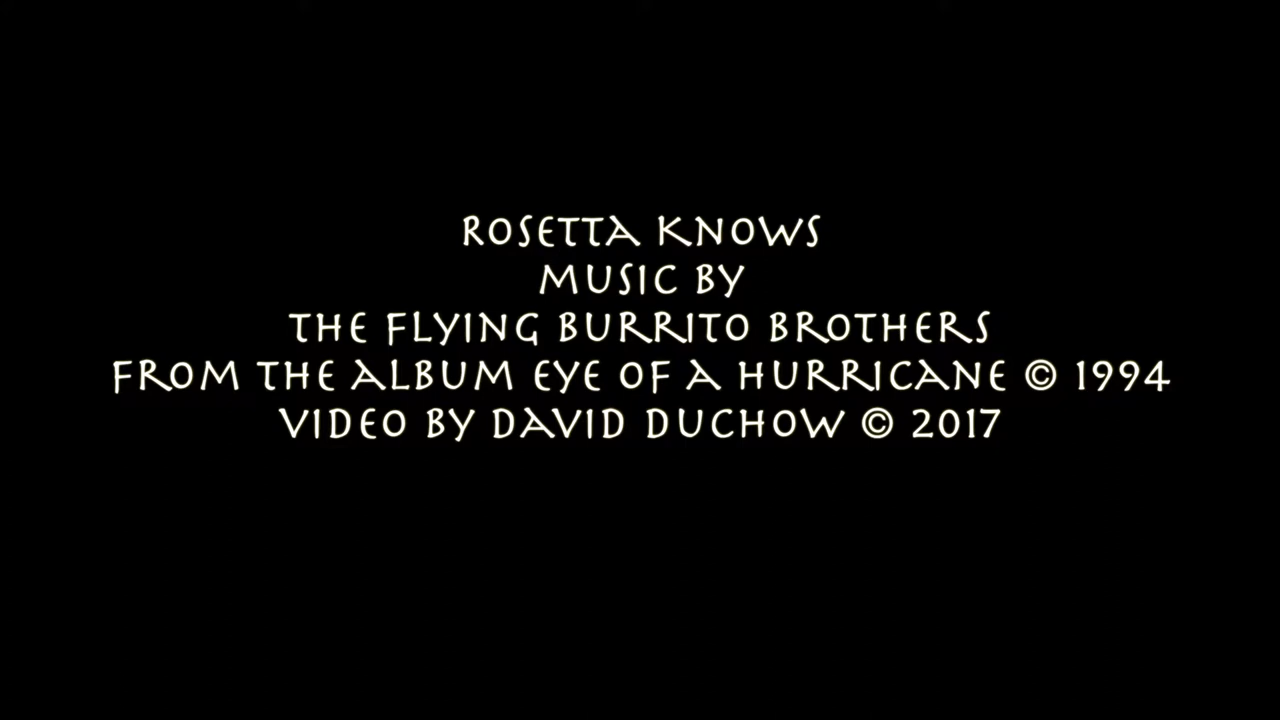 ROSETTA KNOWS
MUSIC BY
THE FLYING BURRITO BROTHERS
FROM THE ALBUM EYE OF A HURRICANE © 1994
VIDEO BY DAVID DUCHOW © 2017